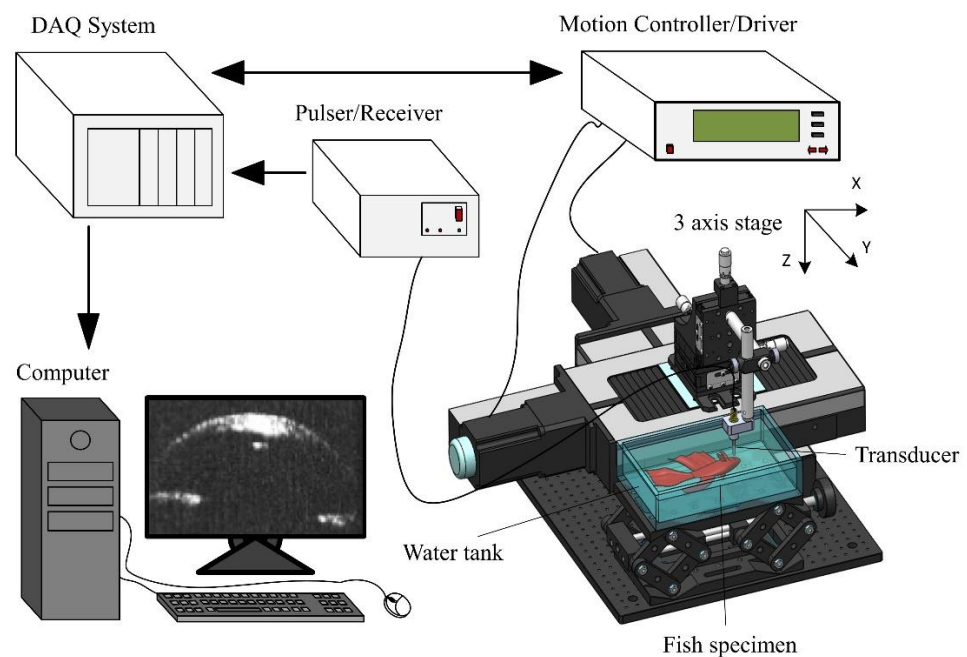 DAQ System
Motion Controller/Driver
Pulser/Receiver
3 axis stage
X
Y
Z
Computer
Transducer
Water tank
Fish specimen